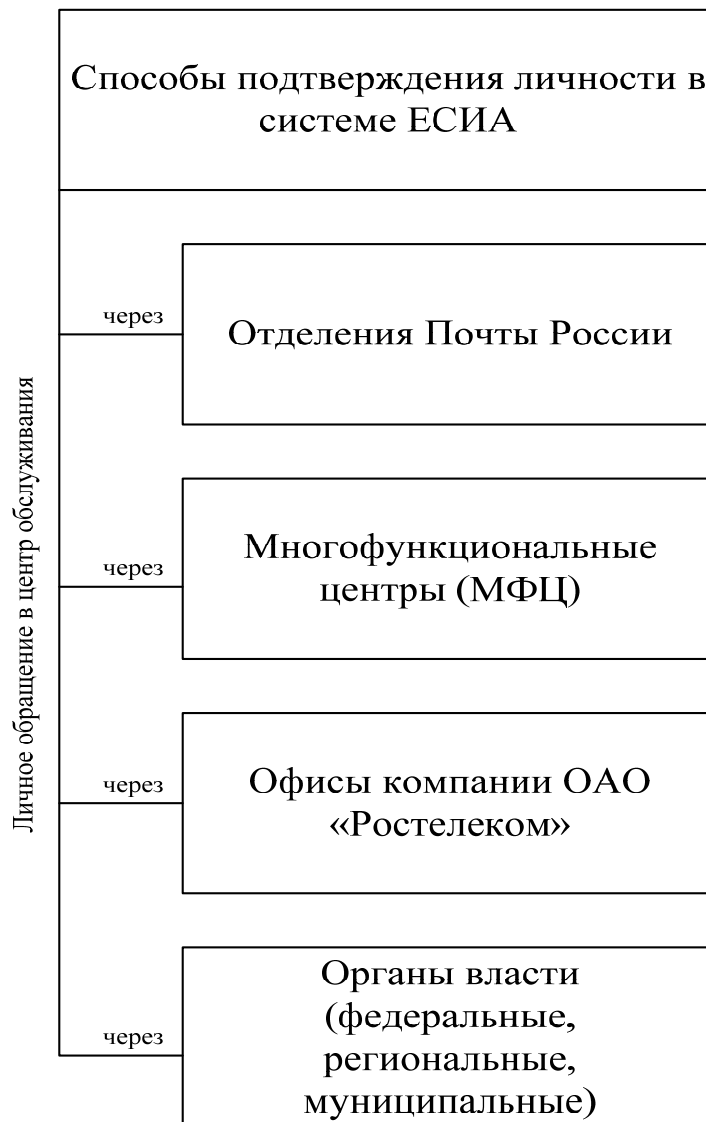 Способы подтверждения личности в
системе ЕСИА
Личное обращение в центр обслуживания
через
Отделения Почты России
через
Многофункциональные
центры (МФЦ)
через
Офисы компании ОАО
«Ростелеком»
через
Органы власти
(федеральные,
региональные,
муниципальные)